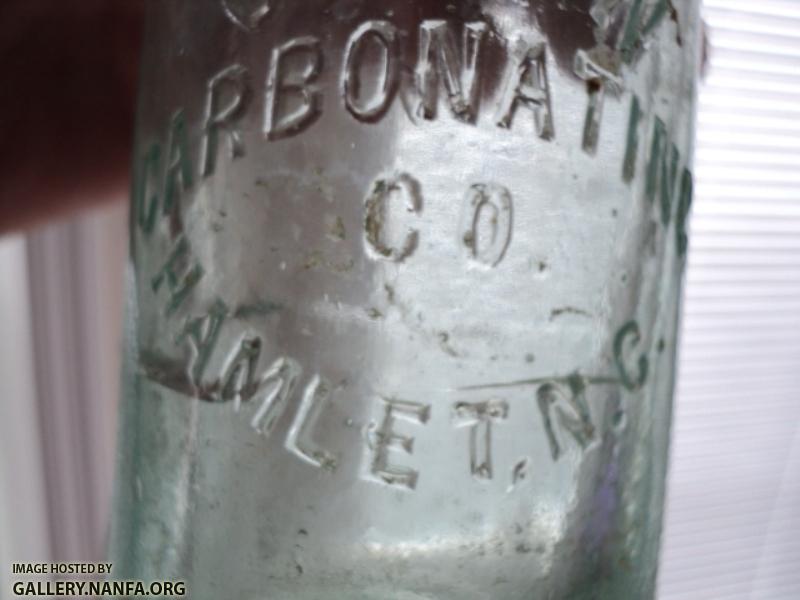 CARBONATING
CO
HAMLET, N.C.
IMAGE HOSTED BY
GALLERY.NANFA.ORG